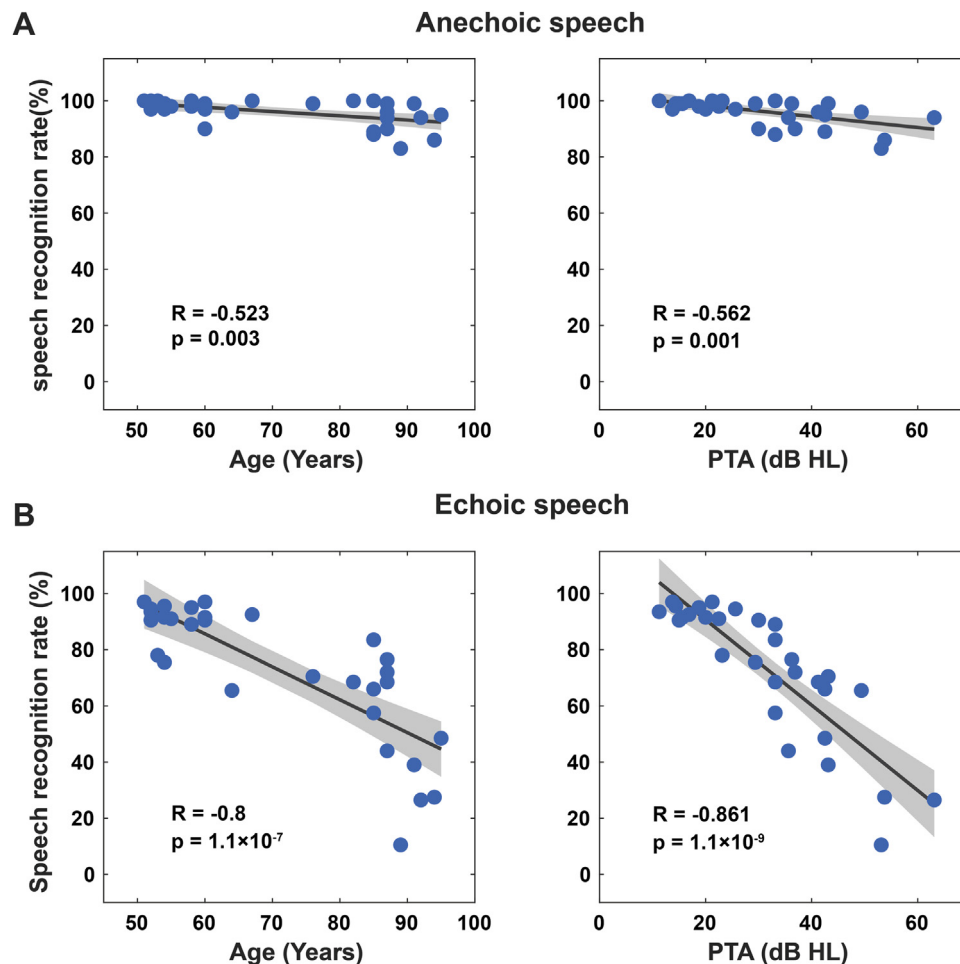 A
Anechoic speech
speech recognition rate(%)
100
80
60
40
20
0
R = -0.523
p = 0.003
50 60 70 80 90 100
Age (Years)
R = -0.562
p = 0.001
100
80
60
40
20
0
0 20 40 60
PTA (dB HL)
B
Echoic speech
Speech recognition rate (%)
100
80
60
40
20
0
R = -0.8
p = 1.1×10⁻⁷
50 60 70 80 90 100
Age (Years)
100
80
60
40
20
0
R = -0.861
p = 1.1×10⁻⁹
0 20 40 60
PTA (dB HL)